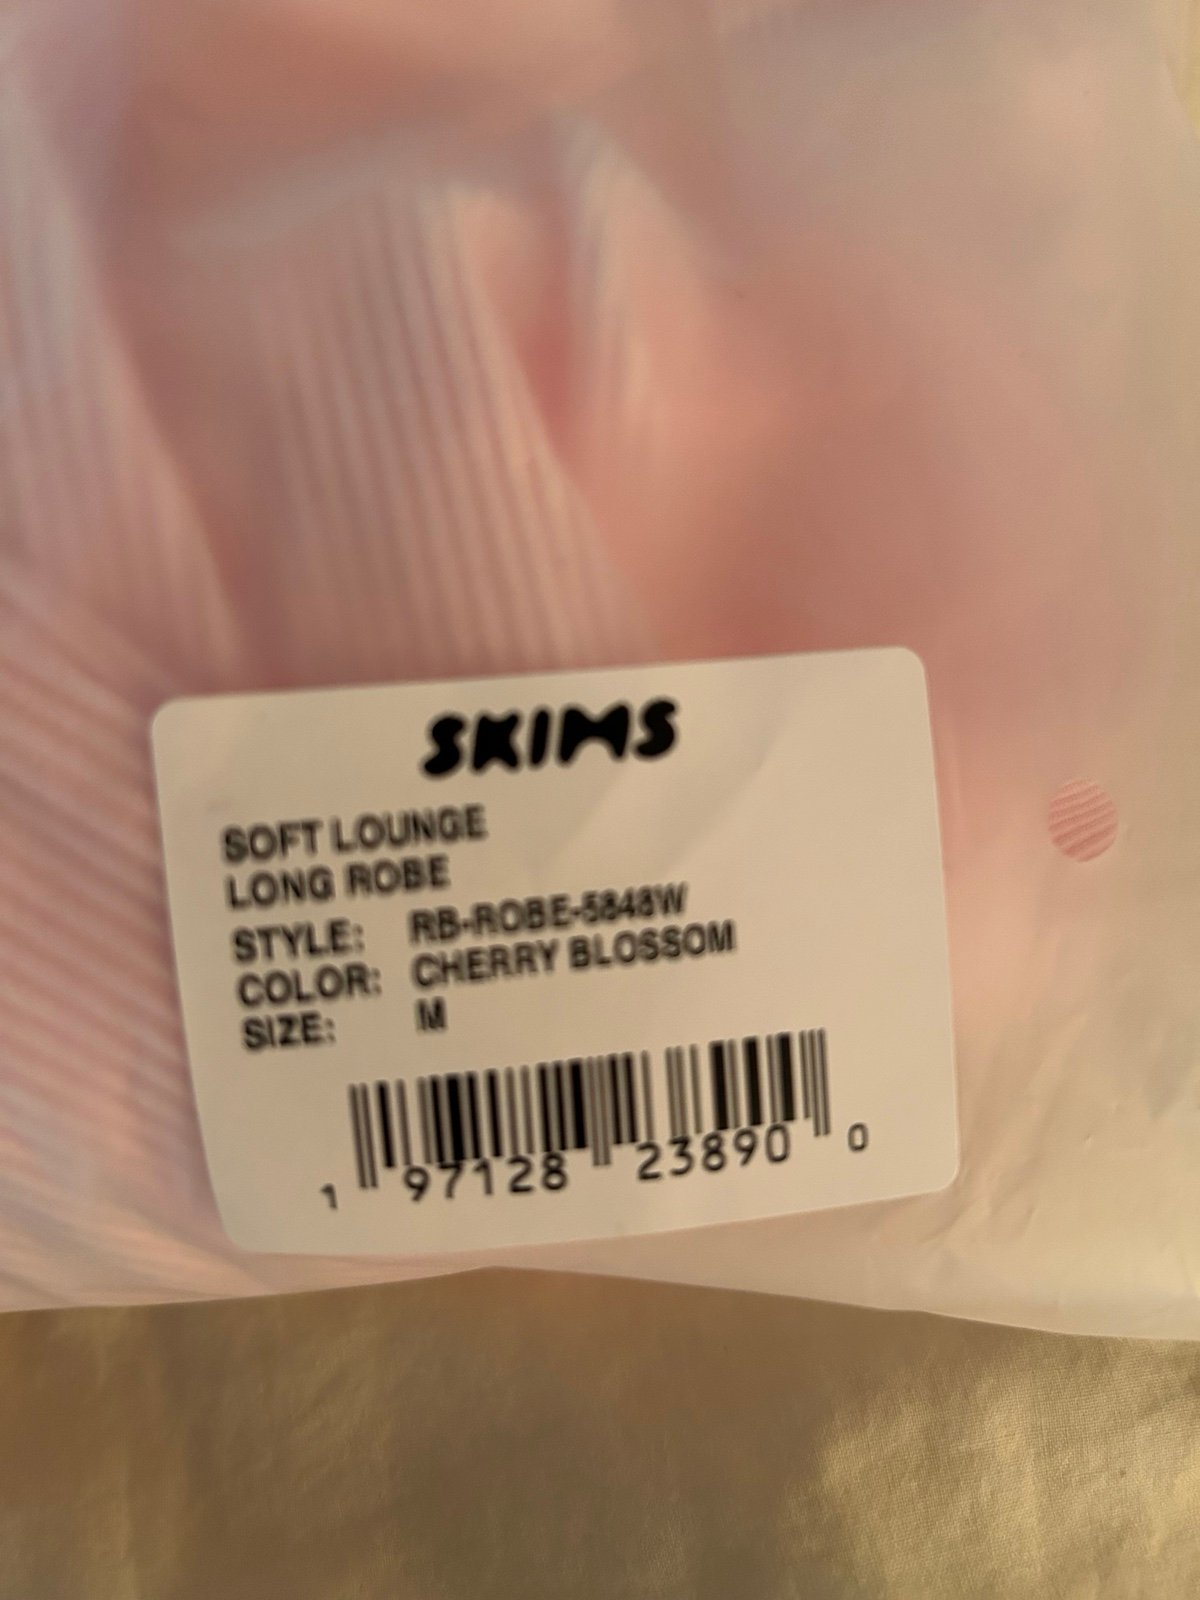 SKIMS
SOFT LOUNGE
LONG ROBE
STYLE: RB-ROBE-5848W
COLOR: CHERRY BLOSSOM
SIZE: M
1 97128 23890 0